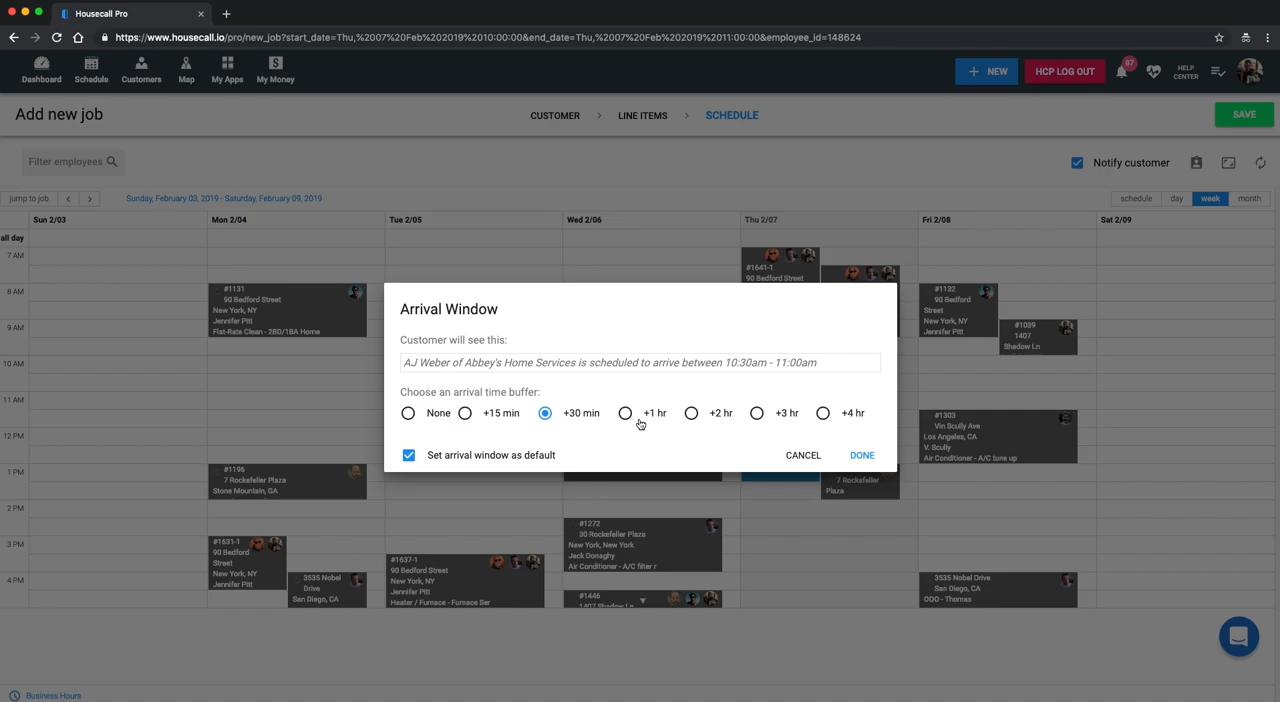 Housecall Pro
https://www.housecall.io/pro/new_job?start_date=Thu,%2007%20Feb%202019%2010:00:00&end_date=Thu,%2007%20Feb%202019%2011:00:00&employee_id=148624
Dashboard Schedule Customers Map My Apps My Money
+ NEW HCP LOG OUT 87 HELP CENTER
Add new job
CUSTOMER > LINE ITEMS > SCHEDULE
SAVE
Filter employees
Notify customer
jump to job < > Sunday, February 03, 2019 - Saturday, February 09, 2019
schedule day week month
Sun 2/03 Mon 2/04 Tue 2/05 Wed 2/06 Thu 2/07 Fri 2/08 Sat 2/09
all day
7 AM
8 AM
9 AM
10 AM
11 AM
12 PM
1 PM
2 PM
3 PM
4 PM
#1131
90 Bedford Street
New York, NY
Jennifer Pitt
Flat-Rate Clean - 2BD/1BA Home
#1196
7 Rockefeller Plaza
Stone Mountain, GA
#1631-1
90 Bedford
Street
New York, NY
Jennifer Pitt
3535 Nobel
Drive
San Diego, CA
#1637-1
90 Bedford Street
New York, NY
Jennifer Pitt
Heater / Furnace - Furnace Ser
#1272
30 Rockefeller Plaza
New York, New York
Jack Donaghy
Air Conditioner - A/C filter r
#1446
1407 Shadow Ln
#1641-1
90 Bedford Street
7 Rockefeller
Plaza
#1132
90 Bedford
Street
New York, NY
Jennifer Pitt
#1039
1407
Shadow Ln
#1303
Vin Scully Ave
Los Angeles, CA
V. Scully
Air Conditioner - A/C tune up
3535 Nobel Drive
San Diego, CA
ODO - Thomas
Arrival Window
Customer will see this:
AJ Weber of Abbey's Home Services is scheduled to arrive between 10:30am - 11:00am
Choose an arrival time buffer:
None +15 min +30 min +1 hr +2 hr +3 hr +4 hr
Set arrival window as default
CANCEL DONE
Business Hours